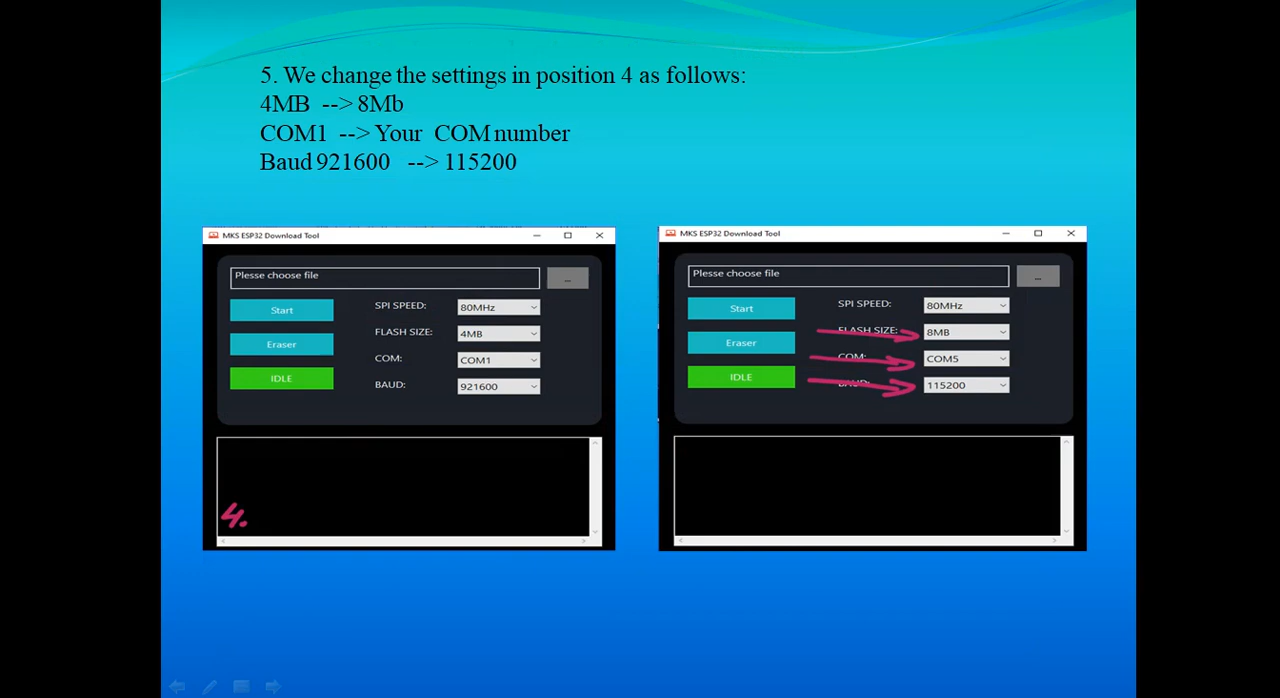 5. We change the settings in position 4 as follows:
4MB --> 8Mb
COM1 --> Your COM number
Baud 921600 --> 115200
MKS ESP32 Download Tool
Plesse choose file
...
Start
SPI SPEED:
80MHz
Eraser
FLASH SIZE:
4MB
IDLE
COM:
COM1
BAUD:
921600
4.
MKS ESP32 Download Tool
Plesse choose file
...
Start
SPI SPEED:
80MHz
Eraser
FLASH SIZE:
8MB
IDLE
COM:
COM5
BAUD:
115200